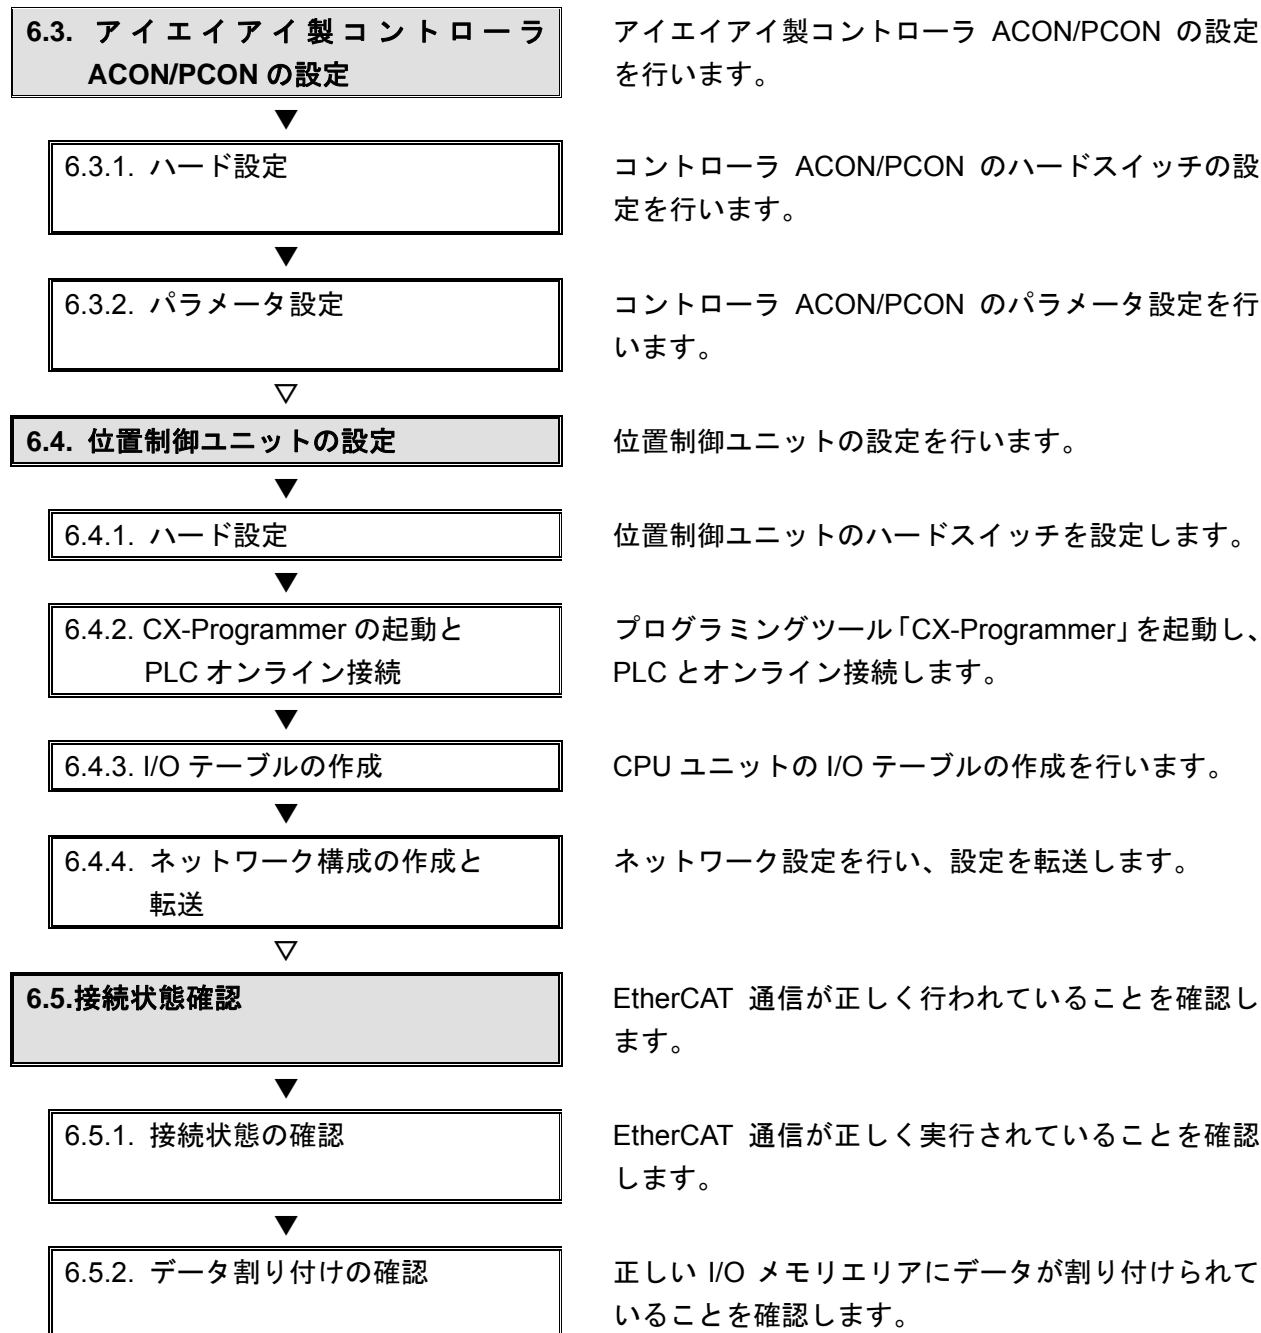 6.3. アイエイアイ製コントローラ
ACON/PCON の設定
アイエイアイ製コントローラ ACON/PCON の設定
を行います。
▼
6.3.1. ハード設定
コントローラ ACON/PCON のハードスイッチの設
定を行います。
▼
6.3.2. パラメータ設定
コントローラ ACON/PCON のパラメータ設定を行
います。
▽
6.4. 位置制御ユニットの設定
位置制御ユニットの設定を行います。
▼
6.4.1. ハード設定
位置制御ユニットのハードスイッチを設定します。
▼
6.4.2. CX-Programmer の起動と
PLC オンライン接続
プログラミングツール「CX-Programmer」を起動し、
PLC とオンライン接続します。
▼
6.4.3. I/O テーブルの作成
CPU ユニットの I/O テーブルの作成を行います。
▼
6.4.4. ネットワーク構成の作成と
転送
ネットワーク設定を行い、設定を転送します。
▽
6.5.接続状態確認
EtherCAT 通信が正しく行われていることを確認し
ます。
▼
6.5.1. 接続状態の確認
EtherCAT 通信が正しく実行されていることを確認
します。
▼
6.5.2. データ割り付けの確認
正しい I/O メモリエリアにデータが割り付けられて
いることを確認します。